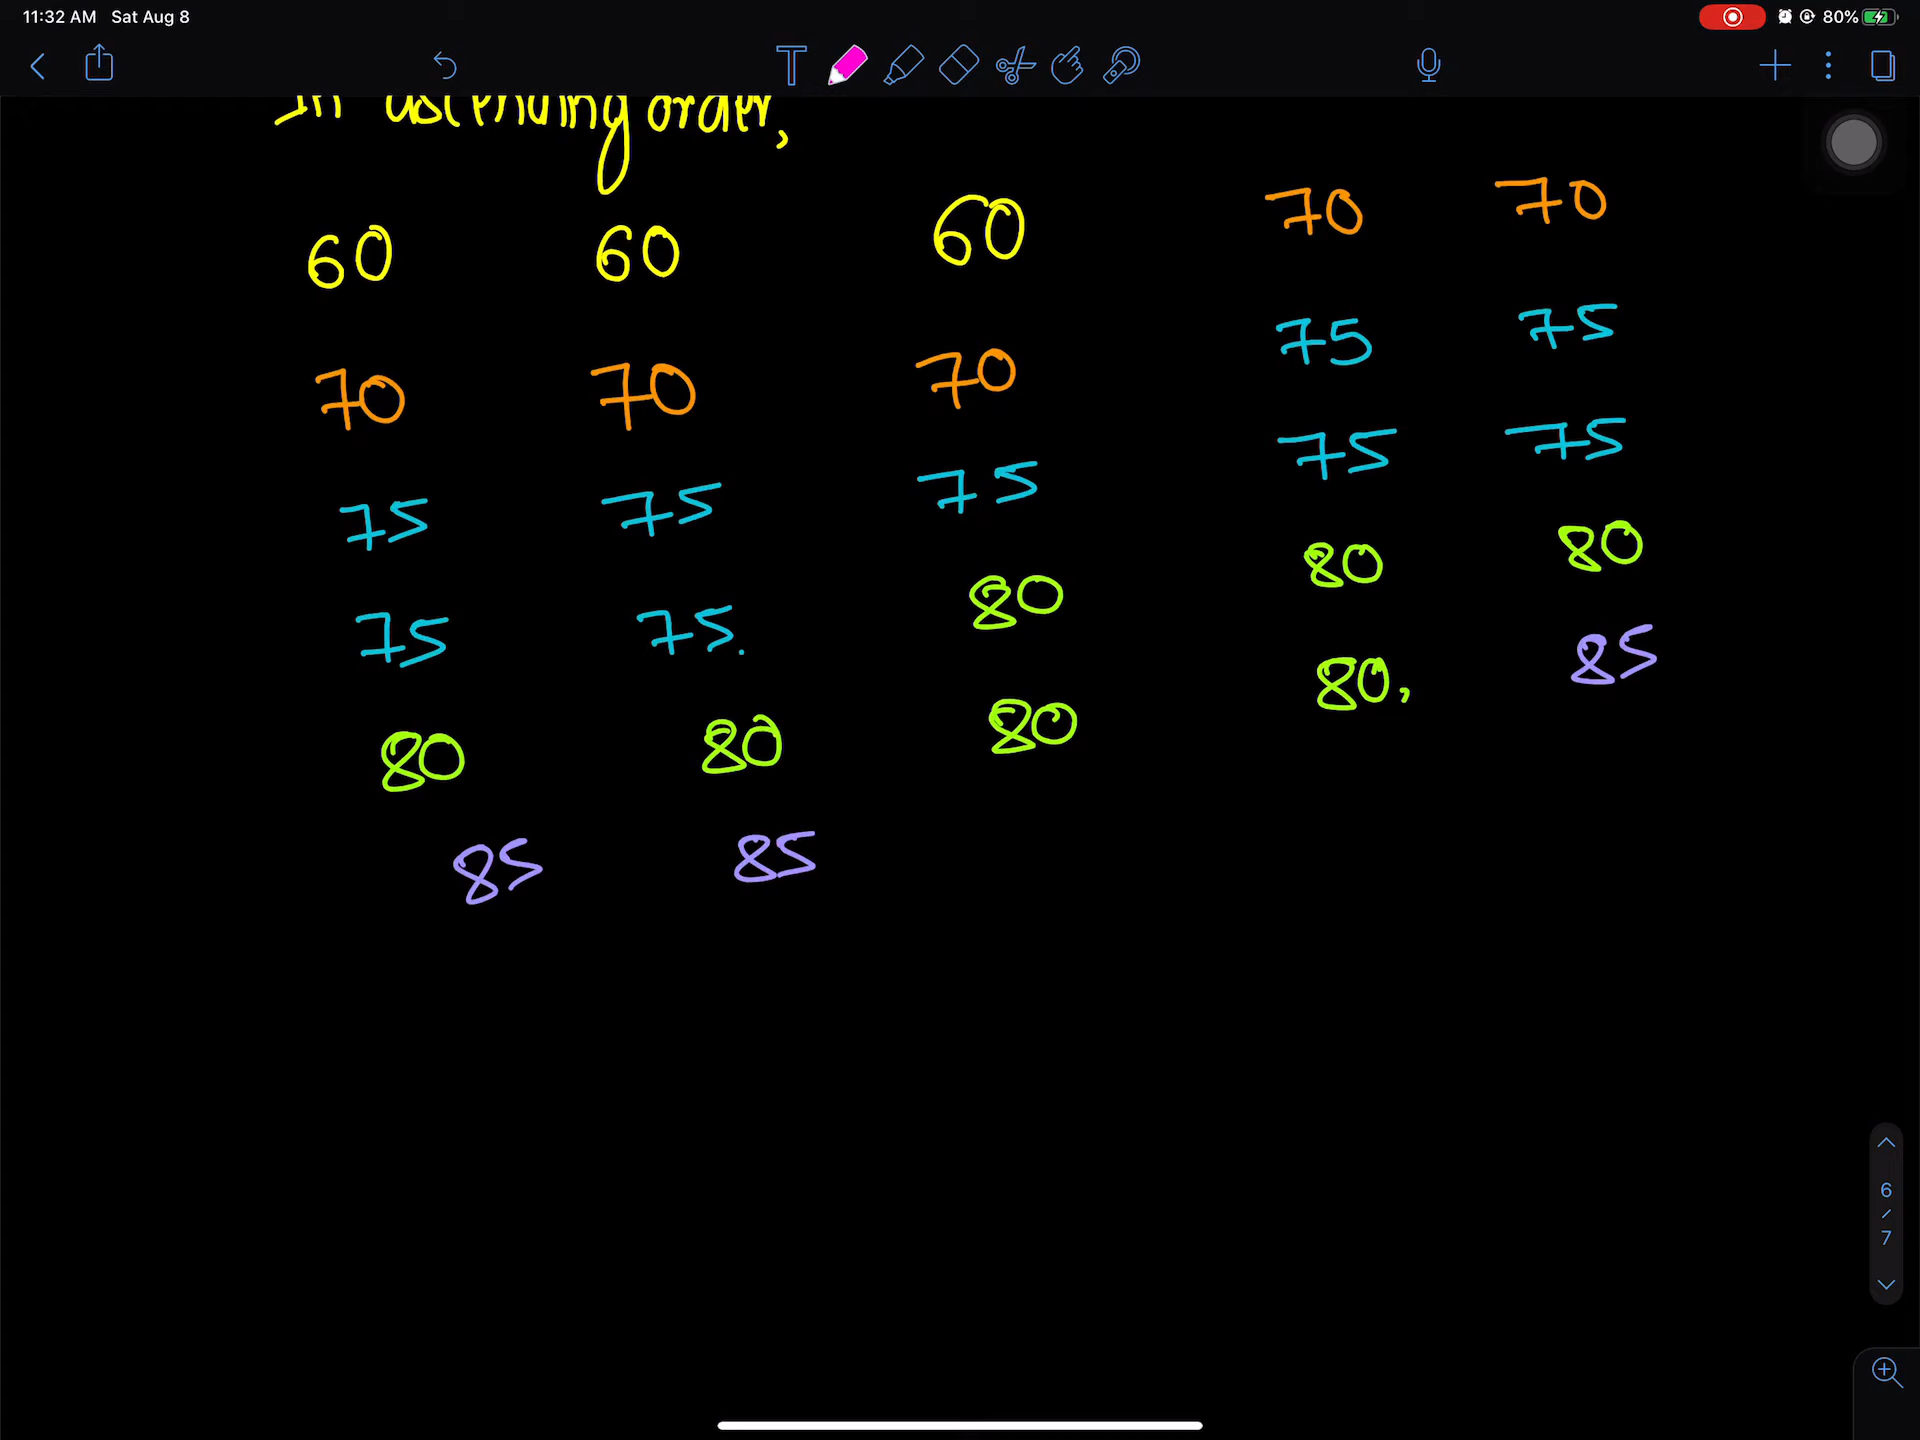 11:32 AM Sat Aug 8 80%
T
In ascending order,
60 60 60 70 70
70 70 70 75 75
75 75 75 75 75
75 75. 80 80 80
80 80 80 80, 85
85 85
6
/
7